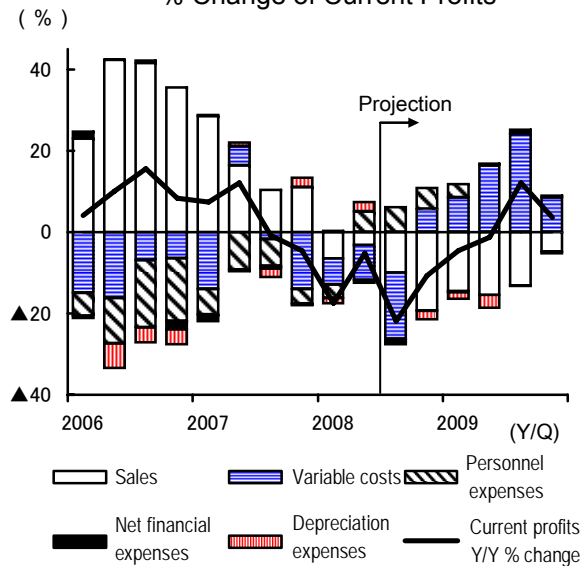 % Change of Current Profits
( % )
40
20
0
▲ 20
▲ 40
Projection
2006 2007 2008 2009
(Y/Q)
Sales
Variable costs
Personnel
expenses
Net financial
expenses
Depreciation
expenses
Current profits
Y/Y % change